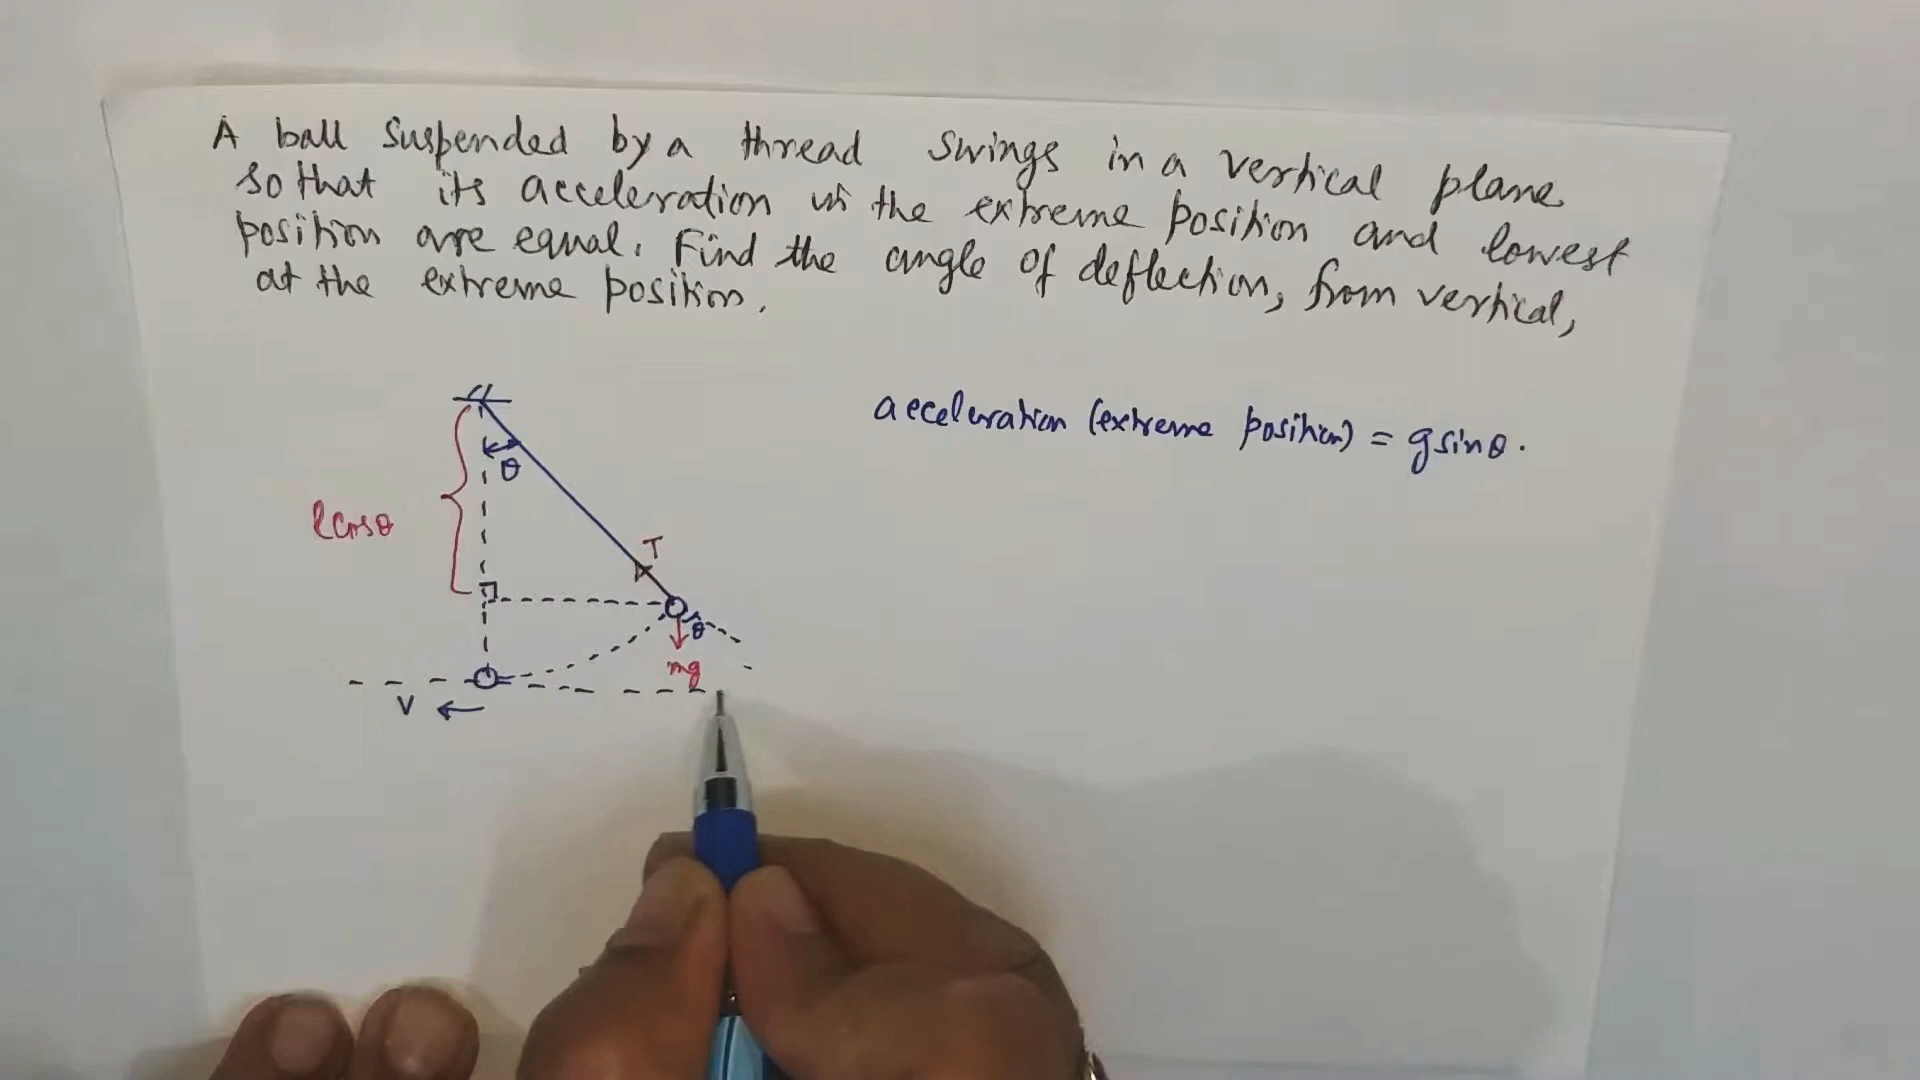 A ball suspended by a thread swings in a vertical plane
so that its acceleration in the extreme position and lowest
position are equal. Find the angle of deflection, from vertical,
at the extreme position.
acceleration (extreme position) = g sinθ.
θ
l cosθ
T
θ
mg
V